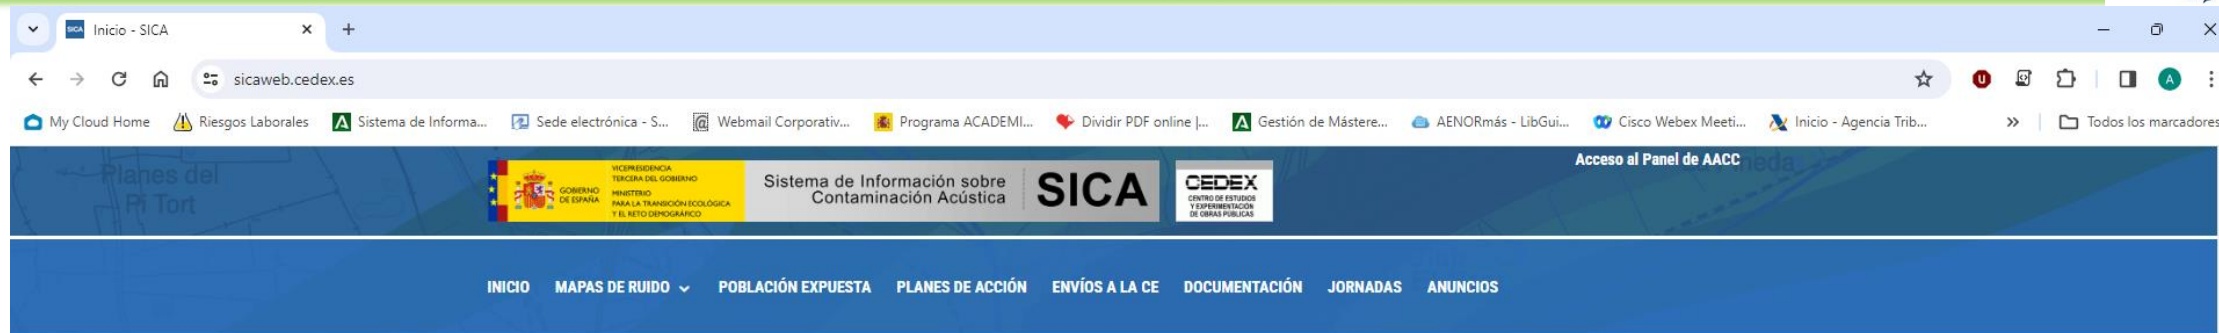 SICA Inicio - SICA
sicaweb.cedex.es
U
A
My Cloud Home Riesgos Laborales Sistema de Informa... Sede electrónica - S... Webmail Corporativ... Programa ACADEMI... Dividir PDF online |... Gestión de Mástere... AENORmás - LibGui... Cisco Webex Meeti... Inicio - Agencia Trib... Todos los marcadores
Planes del
Pi Tort
GOBIERNO
DE ESPAÑA
VICEPRESIDENCIA
TERCERA DEL GOBIERNO
MINISTERIO
PARA LA TRANSICIÓN ECOLÓGICA
Y EL RETO DEMOGRÁFICO
Sistema de Información sobre
Contaminación Acústica
SICA
CEDEX
CENTRO DE ESTUDIOS
Y EXPERIMENTACIÓN
DE OBRAS PÚBLICAS
Acceso al Panel de AACC
INICIO MAPAS DE RUIDO POBLACIÓN EXPUESTA PLANES DE ACCIÓN ENVÍOS A LA CE DOCUMENTACIÓN JORNADAS ANUNCIOS